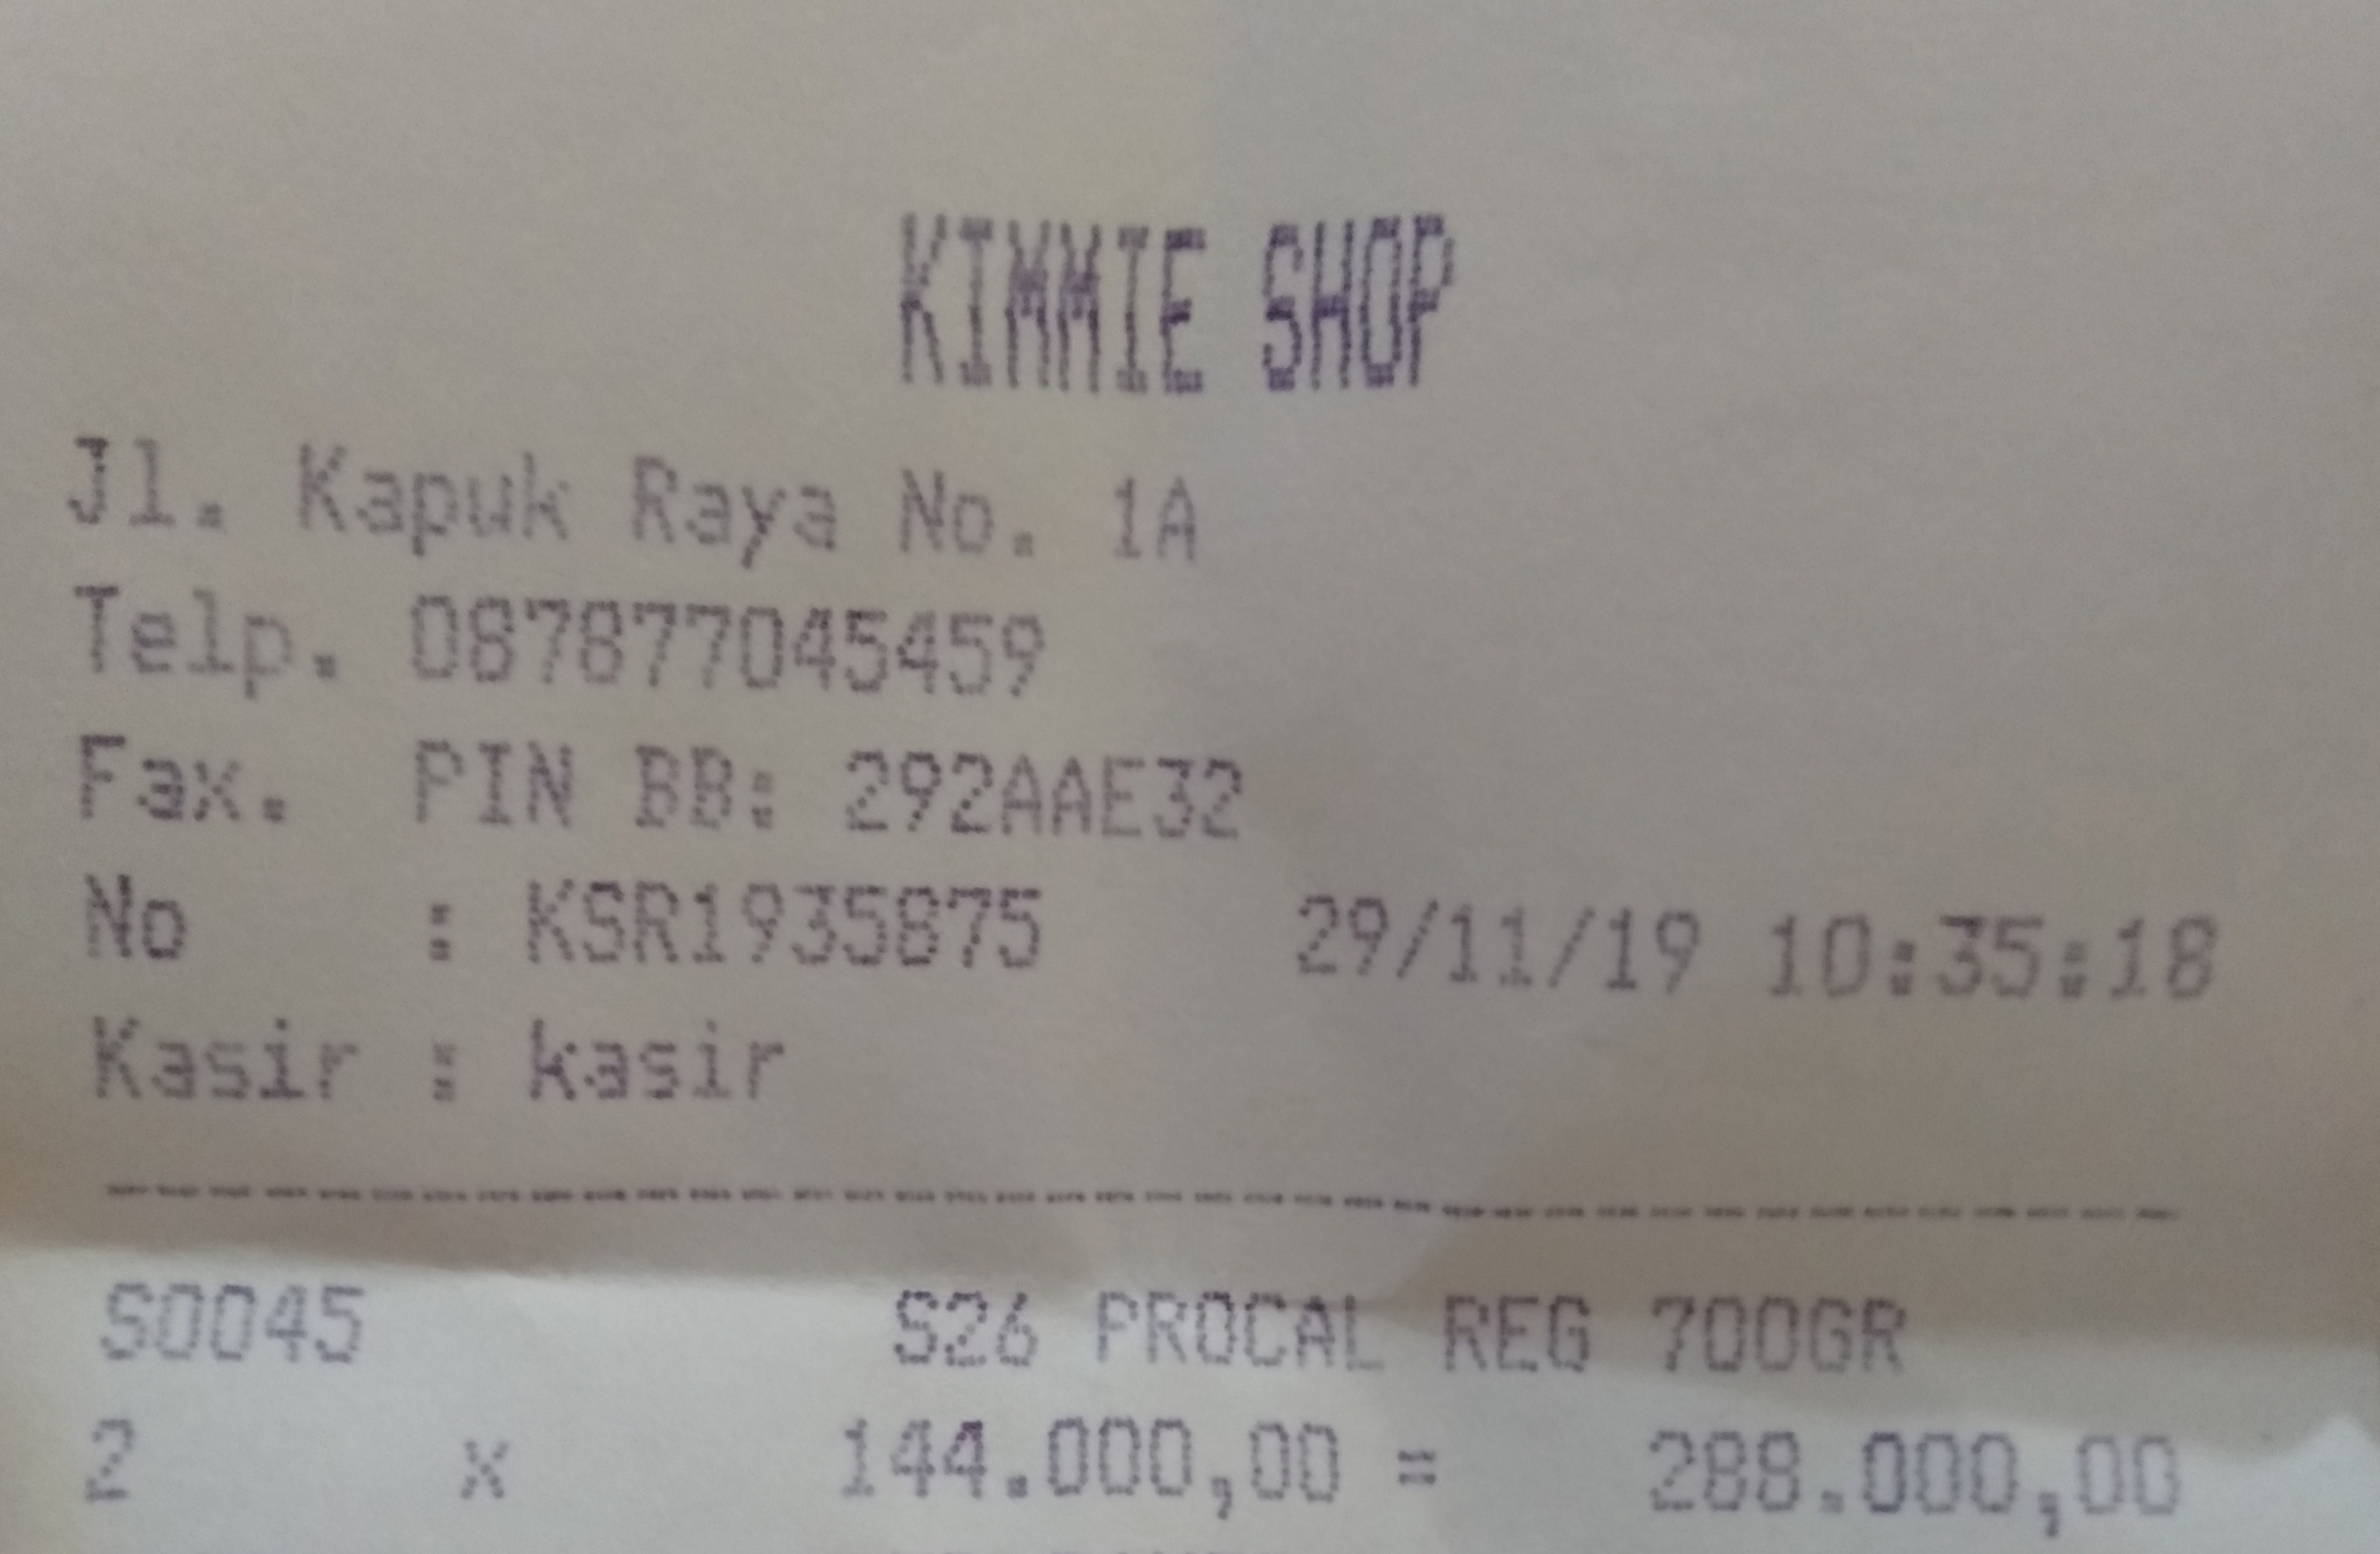 KIMMIE SHOP
Jl. Kapuk Raya No. 1A
Telp. 087877045459
Fax. PIN BB: 292AAE32
No : KSR1935875 29/11/19 10:35:18
Kasir : kasir
S0045 S26 PROCAL REG 700GR
2 x 144.000,00 = 288.000,00